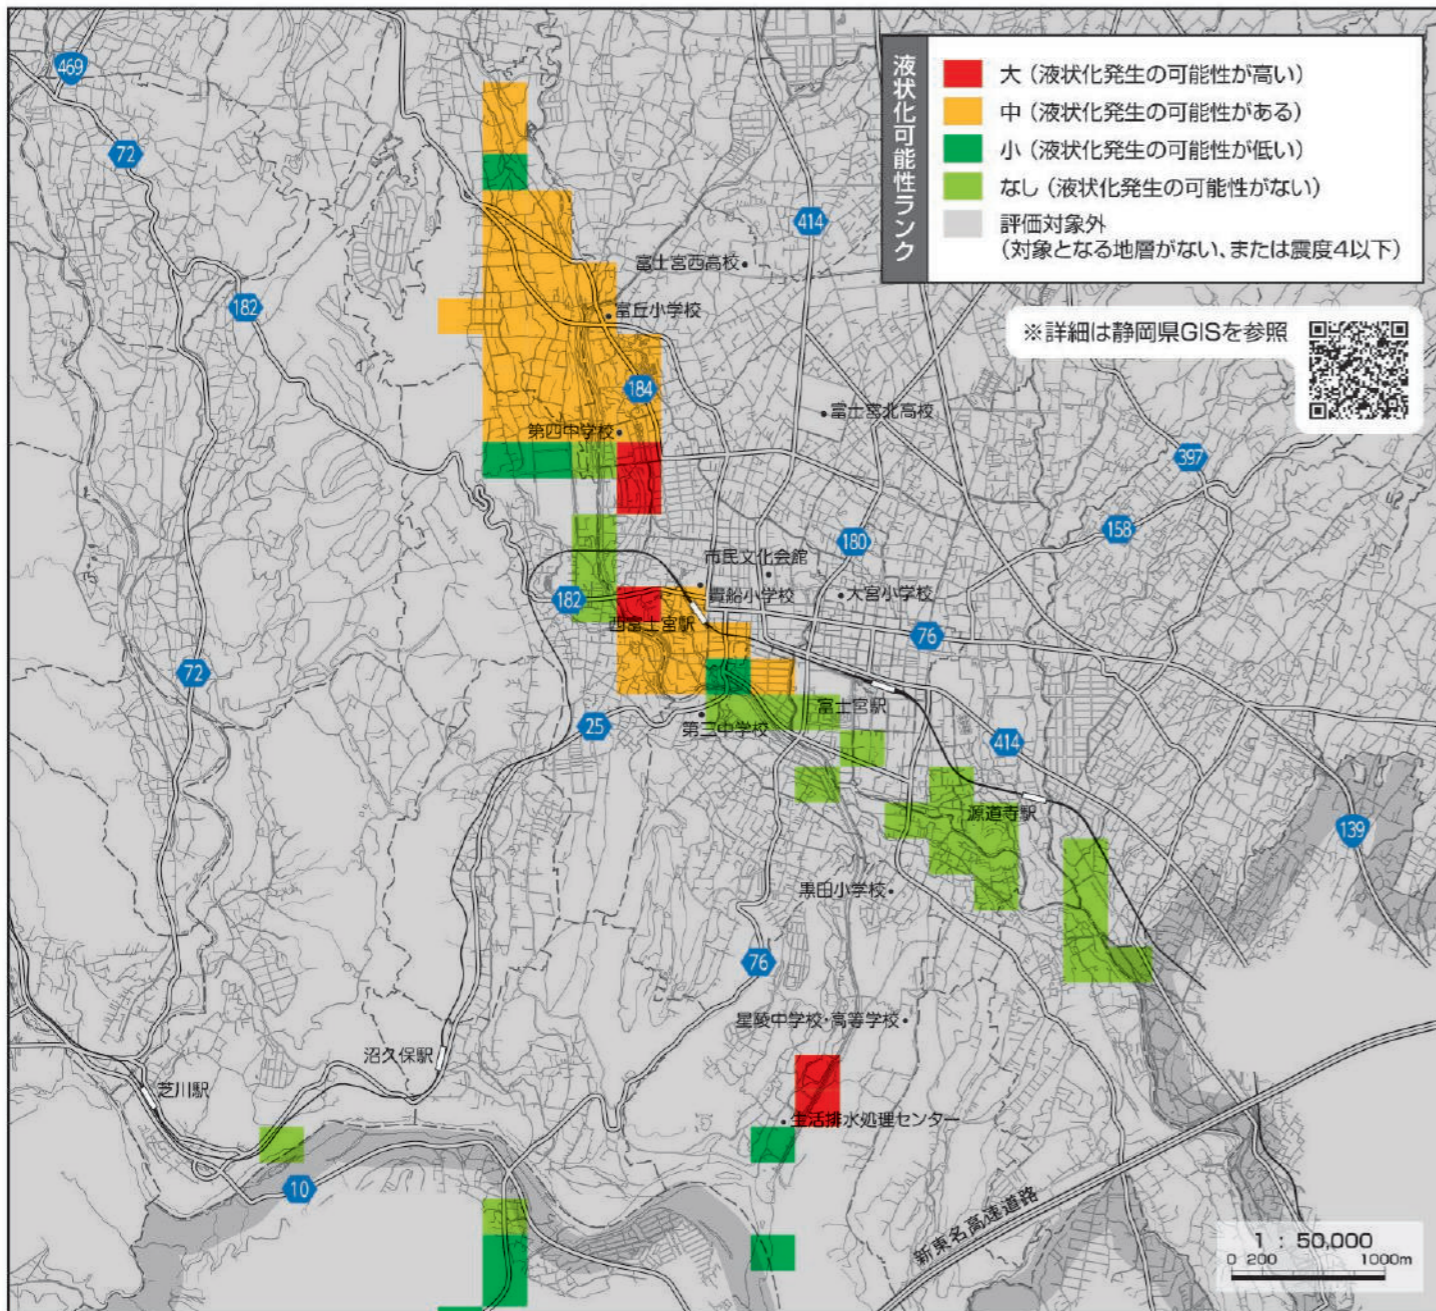 液状化可能性ランク
大（液状化発生の可能性が高い）
中（液状化発生の可能性がある）
小（液状化発生の可能性が低い）
なし（液状化発生の可能性がない）
評価対象外
（対象となる地層がない、または震度4以下）
※詳細は静岡県GISを参照
469
72
414
富士宮西高校
182
富丘小学校
184
富士宮北高校
第四中学校
397
158
180
市民文化会館
182
貴船小学校
大宮小学校
西富士宮駅
76
72
富士宮駅
25
第三中学校
414
源道寺駅
139
黒田小学校
76
星陵中学校・高等学校
沼久保駅
芝川駅
生活排水処理センター
10
新東名高速道路
1 : 50,000
0 200 1000m